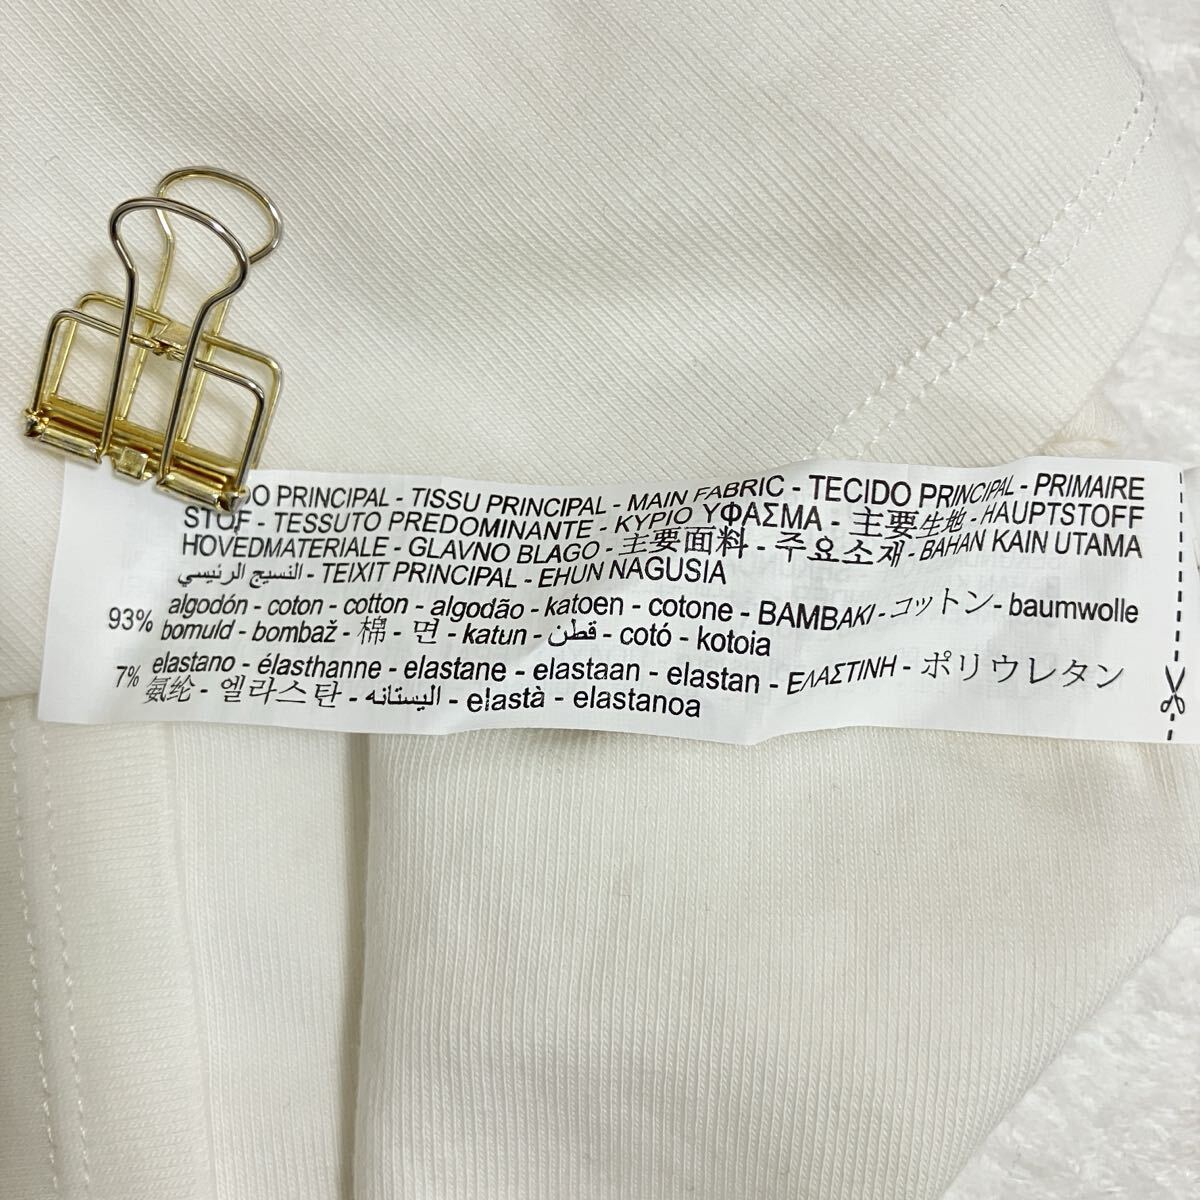 PRINCIPAL - TISSU PRINCIPAL - MAIN FABRIC - TECIDO PRINCIPAL - PRIMAIRE
STOF - TESSUTO PREDOMINANTE - ΚΥΡΙΟ ΥΦΑΣΜΑ - 主要生地 - HAUPTSTOFF
HOVEDMATERIALE - GLAVNO BLAGO - 主要面料 - 주요소재 - BAHAN KAIN UTAMA
النسيج الرئيسي - TEIXIT PRINCIPAL - EHUN NAGUSIA
93% algodón - coton - cotton - algodão - katoen - cotone - BAMBAKI - コットン - baumwolle
bomuld - bombaž - 棉 - 면 - katun - قطن - cotó - kotoia
7% elastano - élasthanne - elastane - elastaan - elastan - ΕΛΑΣΤΙΝΗ - ポリウレタン
氨纶 - 엘라스탄 - اليستانه - elastà - elastanoa